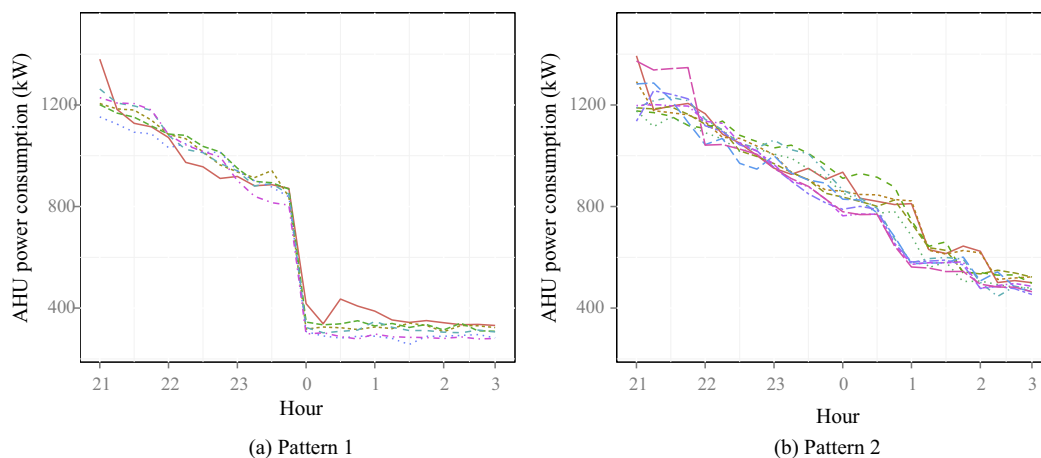 AHU power consumption (kW)
1200
800
400
21 22 23 0 1 2 3
Hour
(a) Pattern 1
AHU power consumption (kW)
1200
800
400
21 22 23 0 1 2 3
Hour
(b) Pattern 2